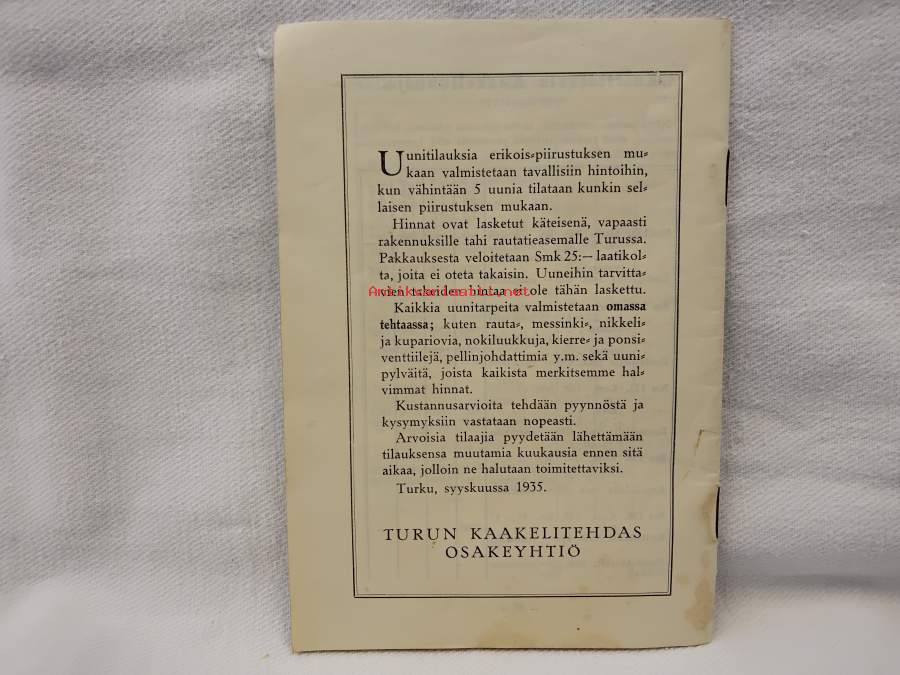 Uunitilauksia erikois-piirustuksen mu-
kaan valmistetaan tavallisiin hintoihin,
kun vähintään 5 uunia tilataan kunkin sel-
laisen piirustuksen mukaan.
Hinnat ovat lasketut käteisenä, vapaasti
rakennuksille tahi rautatieasemalle Turussa.
Pakkauksesta veloitetaan Smk 25:— laatikol-
ta, joita ei oteta takaisin. Uuneihin tarvitta-
vien hintaa ei ole tähän laskettu.
Antikvariaatit.net
Kaikkia uunitarpeita valmistetaan omassa
tehtaassa; kuten rauta-, messinki-, nikkeli-
ja kupariovia, nokiluukkuja, kierre- ja ponsi-
venttiilejä, pellinjohdattimia y.m. sekä uuni-
pylväitä, joista kaikista merkitsemme hal-
vimmat hinnat.
Kustannusarvioita tehdään pyynnöstä ja
kysymyksiin vastataan nopeasti.
Arvoisia tilaajia pyydetään lähettämään
tilauksensa muutamia kuukausia ennen sitä
aikaa, jolloin ne halutaan toimitettaviksi.
Turku, syyskuussa 1935.
TURUN KAAKELITEHDAS
OSAKEYHTIÖ